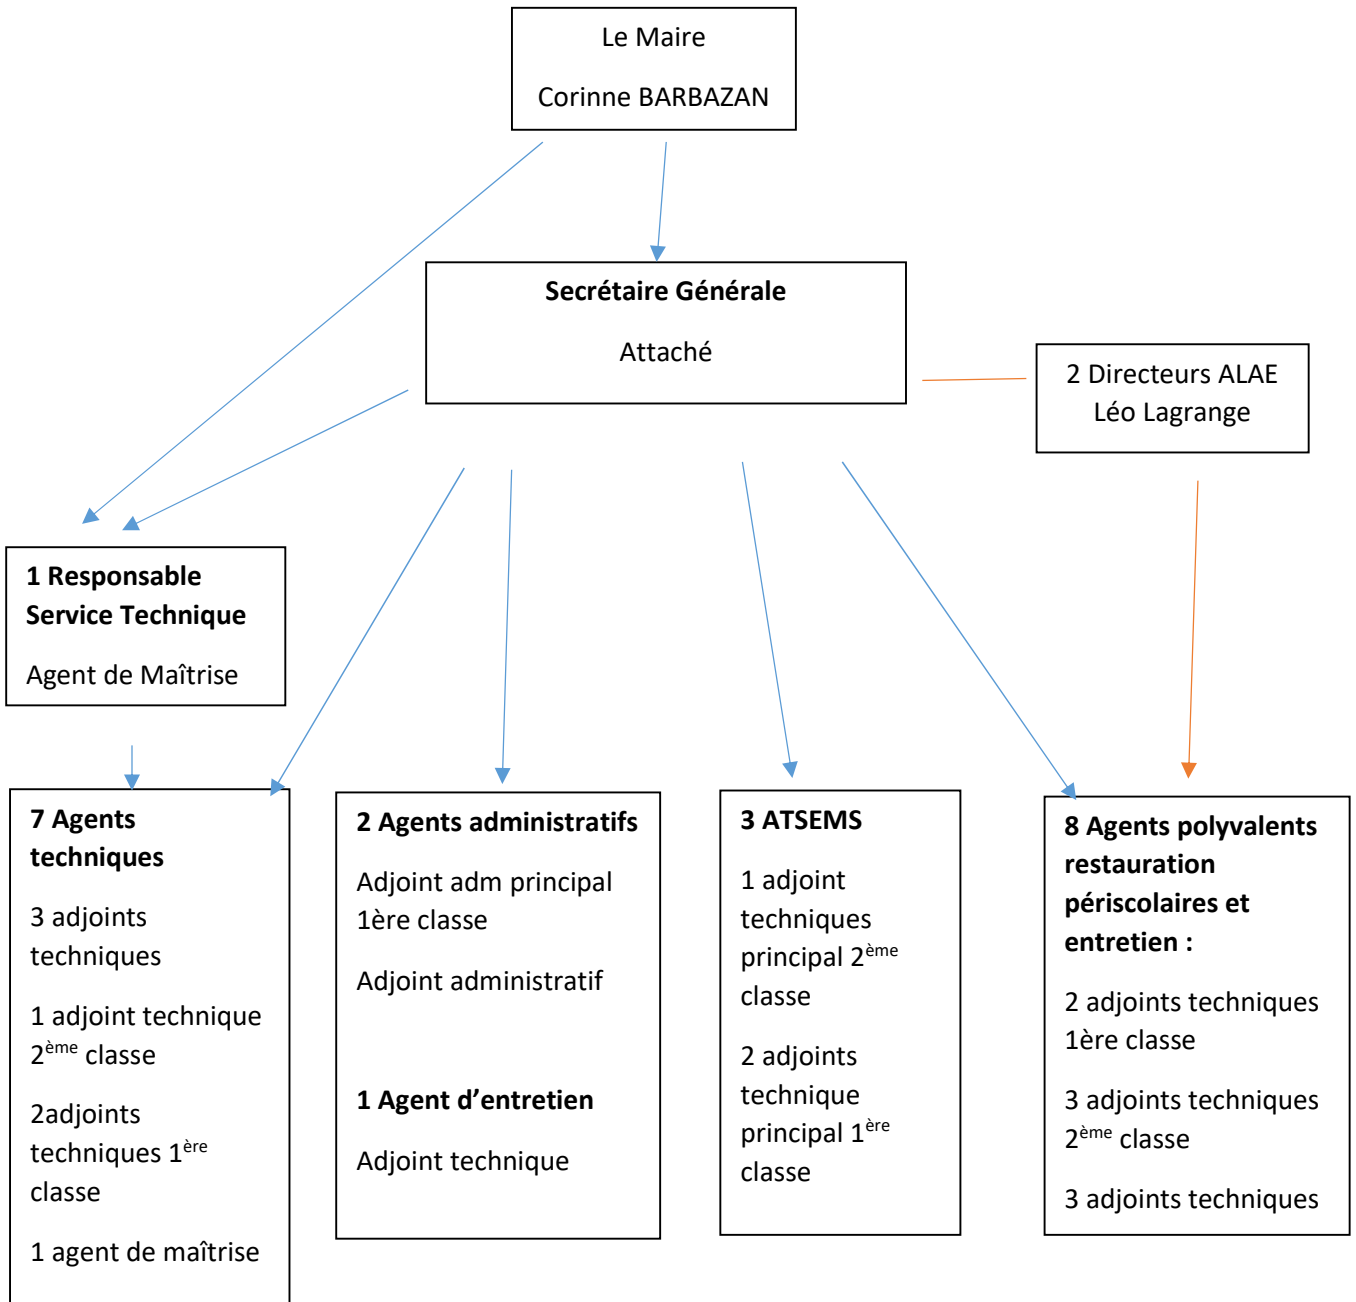 Le Maire
Corinne BARBAZAN
Secrétaire Générale
Attaché
2 Directeurs ALAE
Léo Lagrange
1 Responsable
Service Technique
Agent de Maîtrise
7 Agents
techniques
3 adjoints
techniques
1 adjoint technique
2ème classe
2adjoints
techniques 1ère
classe
1 agent de maîtrise
2 Agents administratifs
Adjoint adm principal
1ère classe
Adjoint administratif
1 Agent d’entretien
Adjoint technique
3 ATSEMS
1 adjoint
techniques
principal 2ème
classe
2 adjoints
technique
principal 1ère
classe
8 Agents polyvalents
restauration
périscolaires et
entretien :
2 adjoints techniques
1ère classe
3 adjoints techniques
2ème classe
3 adjoints techniques